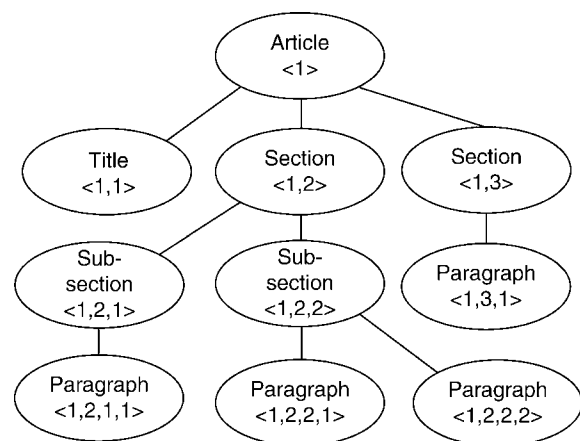 Article
<1>
Title
<1,1>
Section
<1,2>
Section
<1,3>
Sub-
section
<1,2,1>
Sub-
section
<1,2,2>
Paragraph
<1,3,1>
Paragraph
<1,2,1,1>
Paragraph
<1,2,2,1>
Paragraph
<1,2,2,2>